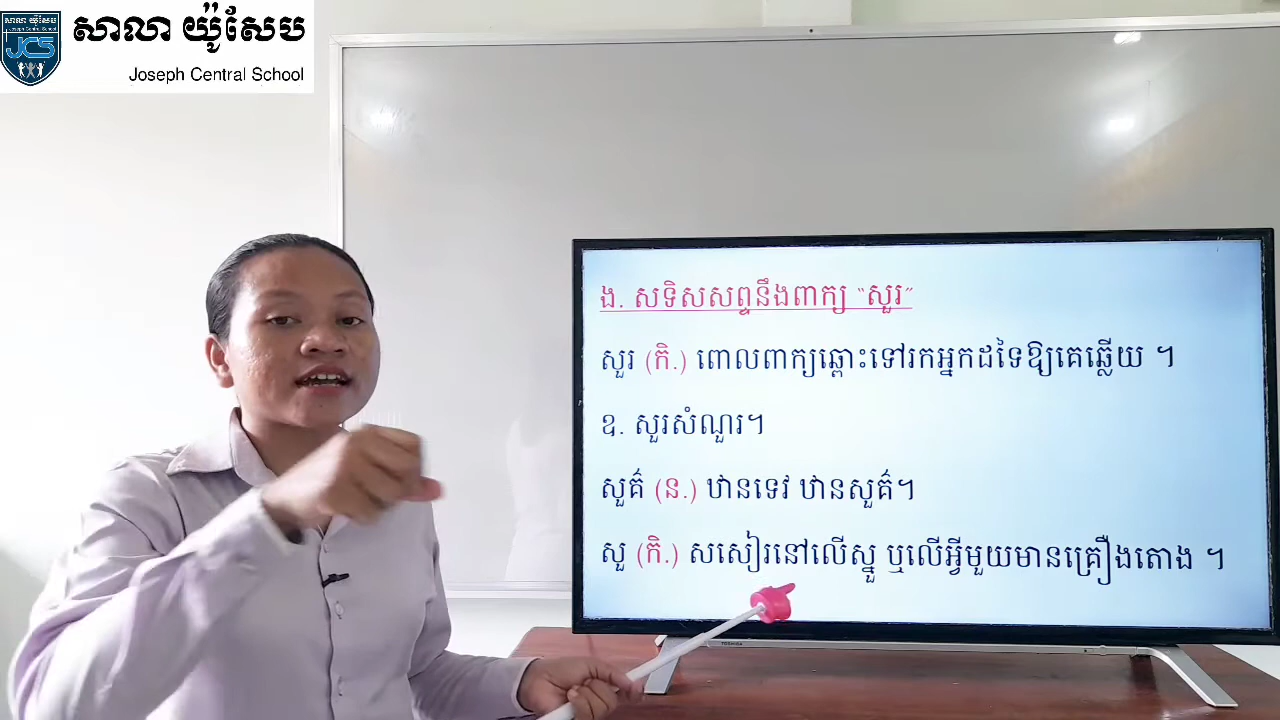 សាលា យ៉ូសែប
Joseph Central School
JCS
ង. សទិសសព្ទនឹងពាក្យ “សួរ”
សួរ (កិ.) ពោលពាក្យឆ្ពោះទៅរកអ្នកដទៃឱ្យគេឆ្លើយ ។
ឧ. សួរសំណួរ។
សួគ៌ (ន.) ឋានទេវ ឋានសួគ៌។
សួ (កិ.) សសៀរនៅលើស្នួ ឬលើអ្វីមួយមានគ្រឿងតោង ។
TOSHIBA